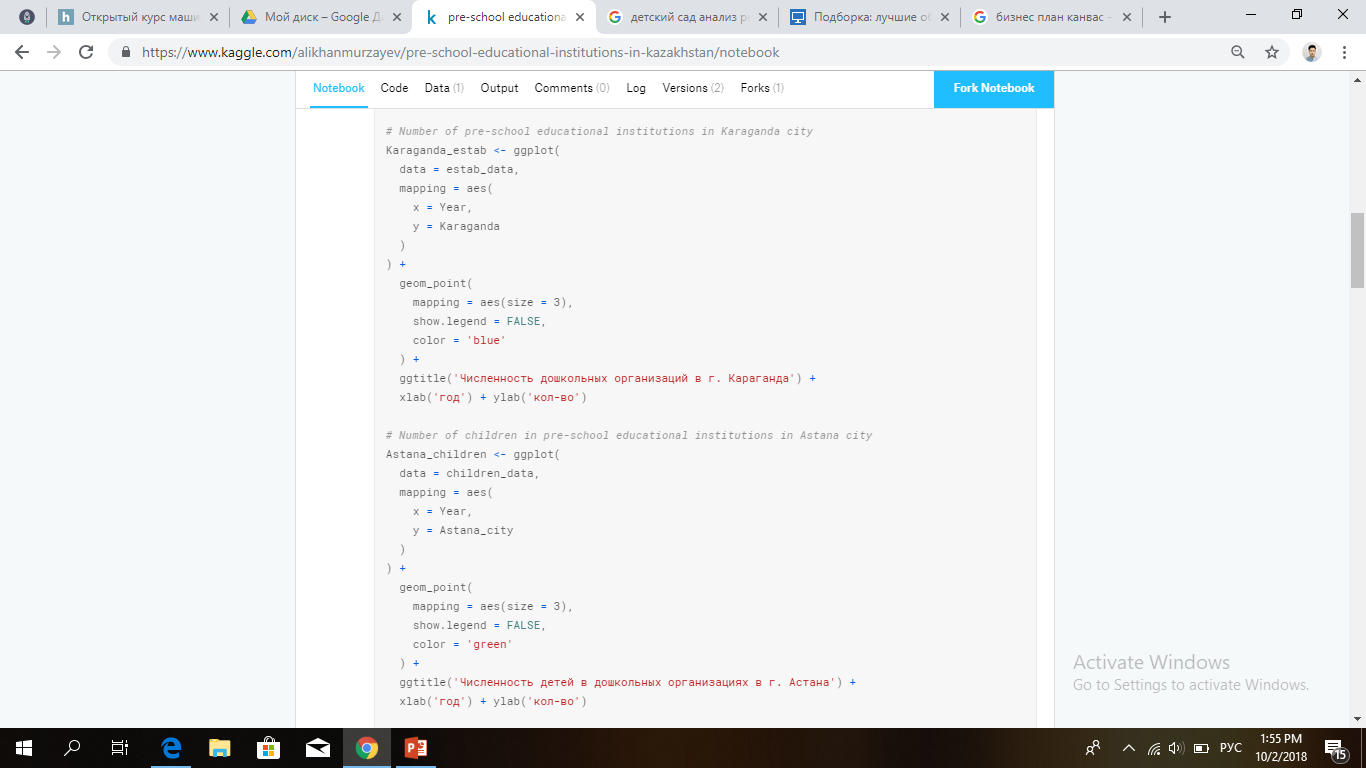 Открытый курс маши
Мой диск – Google Ди
pre-school educationa
детский сад анализ р
Подборка: лучшие о
бизнес план канвас -
https://www.kaggle.com/alikhanmurzayev/pre-school-educational-institutions-in-kazakhstan/notebook
Notebook Code Data (1) Output Comments (0) Log Versions (2) Forks (1) Fork Notebook
# Number of pre-school educational institutions in Karaganda city
Karaganda_estab <- ggplot(
data = estab_data,
mapping = aes(
x = Year,
y = Karaganda
)
) +
geom_point(
mapping = aes(size = 3),
show.legend = FALSE,
color = 'blue'
) +
ggtitle('Численность дошкольных организаций в г. Караганда') +
xlab('год') + ylab('кол-во')
# Number of children in pre-school educational institutions in Astana city
Astana_children <- ggplot(
data = children_data,
mapping = aes(
x = Year,
y = Astana_city
)
) +
geom_point(
mapping = aes(size = 3),
show.legend = FALSE,
color = 'green'
) +
ggtitle('Численность детей в дошкольных организациях в г. Астана') +
xlab('год') + ylab('кол-во')
Activate Windows
Go to Settings to activate Windows.
РУС
1:55 PM
10/2/2018
15